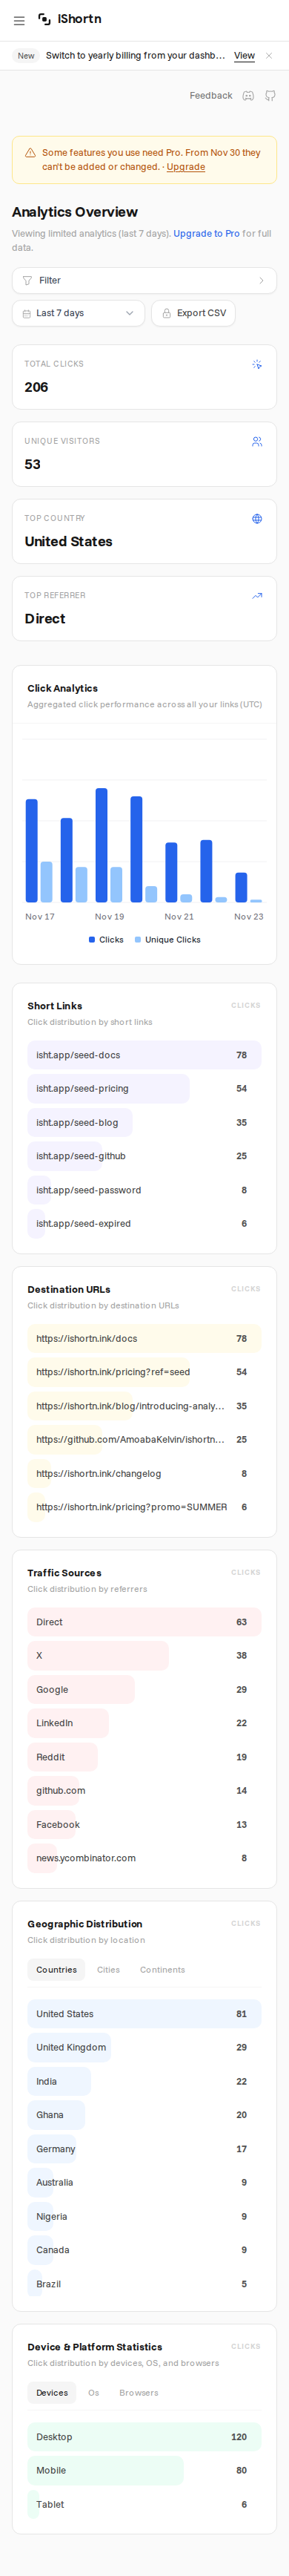 IShortn
New Switch to yearly billing from your dashb... View
Feedback
Some features you use need Pro. From Nov 30 they
can't be added or changed. · Upgrade
Analytics Overview
Viewing limited analytics (last 7 days). Upgrade to Pro for full
data.
Filter
Last 7 days
Export CSV
TOTAL CLICKS
206
UNIQUE VISITORS
53
TOP COUNTRY
United States
TOP REFERRER
Direct
Click Analytics
Aggregated click performance across all your links (UTC)
Nov 17 Nov 19 Nov 21 Nov 23
Clicks Unique Clicks
Short Links CLICKS
Click distribution by short links
isht.app/seed-docs 78
isht.app/seed-pricing 54
isht.app/seed-blog 35
isht.app/seed-github 25
isht.app/seed-password 8
isht.app/seed-expired 6
Destination URLs CLICKS
Click distribution by destination URLs
https://ishortn.ink/docs 78
https://ishortn.ink/pricing?ref=seed 54
https://ishortn.ink/blog/introducing-analy... 35
https://github.com/AmoabaKelvin/ishortn... 25
https://ishortn.ink/changelog 8
https://ishortn.ink/pricing?promo=SUMMER 6
Traffic Sources CLICKS
Click distribution by referrers
Direct 63
X 38
Google 29
LinkedIn 22
Reddit 19
github.com 14
Facebook 13
news.ycombinator.com 8
Geographic Distribution CLICKS
Click distribution by location
Countries Cities Continents
United States 81
United Kingdom 29
India 22
Ghana 20
Germany 17
Australia 9
Nigeria 9
Canada 9
Brazil 5
Device & Platform Statistics CLICKS
Click distribution by devices, OS, and browsers
Devices Os Browsers
Desktop 120
Mobile 80
Tablet 6